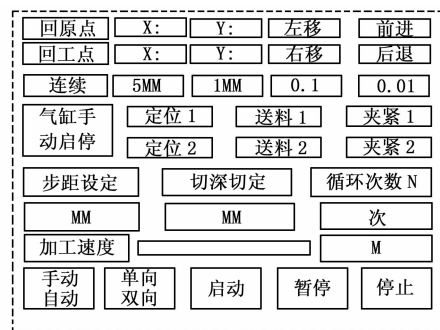 回原点 X: Y: 左移 前进
回工点 X: Y: 右移 后退
连续 5MM 1MM 0.1 0.01
气缸手动启停 定位1 送料1 夹紧1
定位2 送料2 夹紧2
步距设定 切深切定 循环次数N
MM MM 次
加工速度 M
手动 单向 启动 暂停 停止
自动 双向